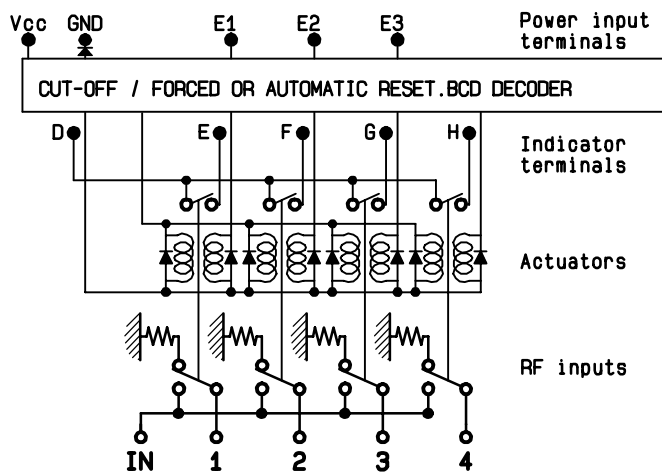 Vcc GND E1 E2 E3 Power input
terminals
CUT-OFF / FORCED OR AUTOMATIC RESET.BCD DECODER
D E F G H Indicator
terminals
Actuators
RF inputs
IN 1 2 3 4